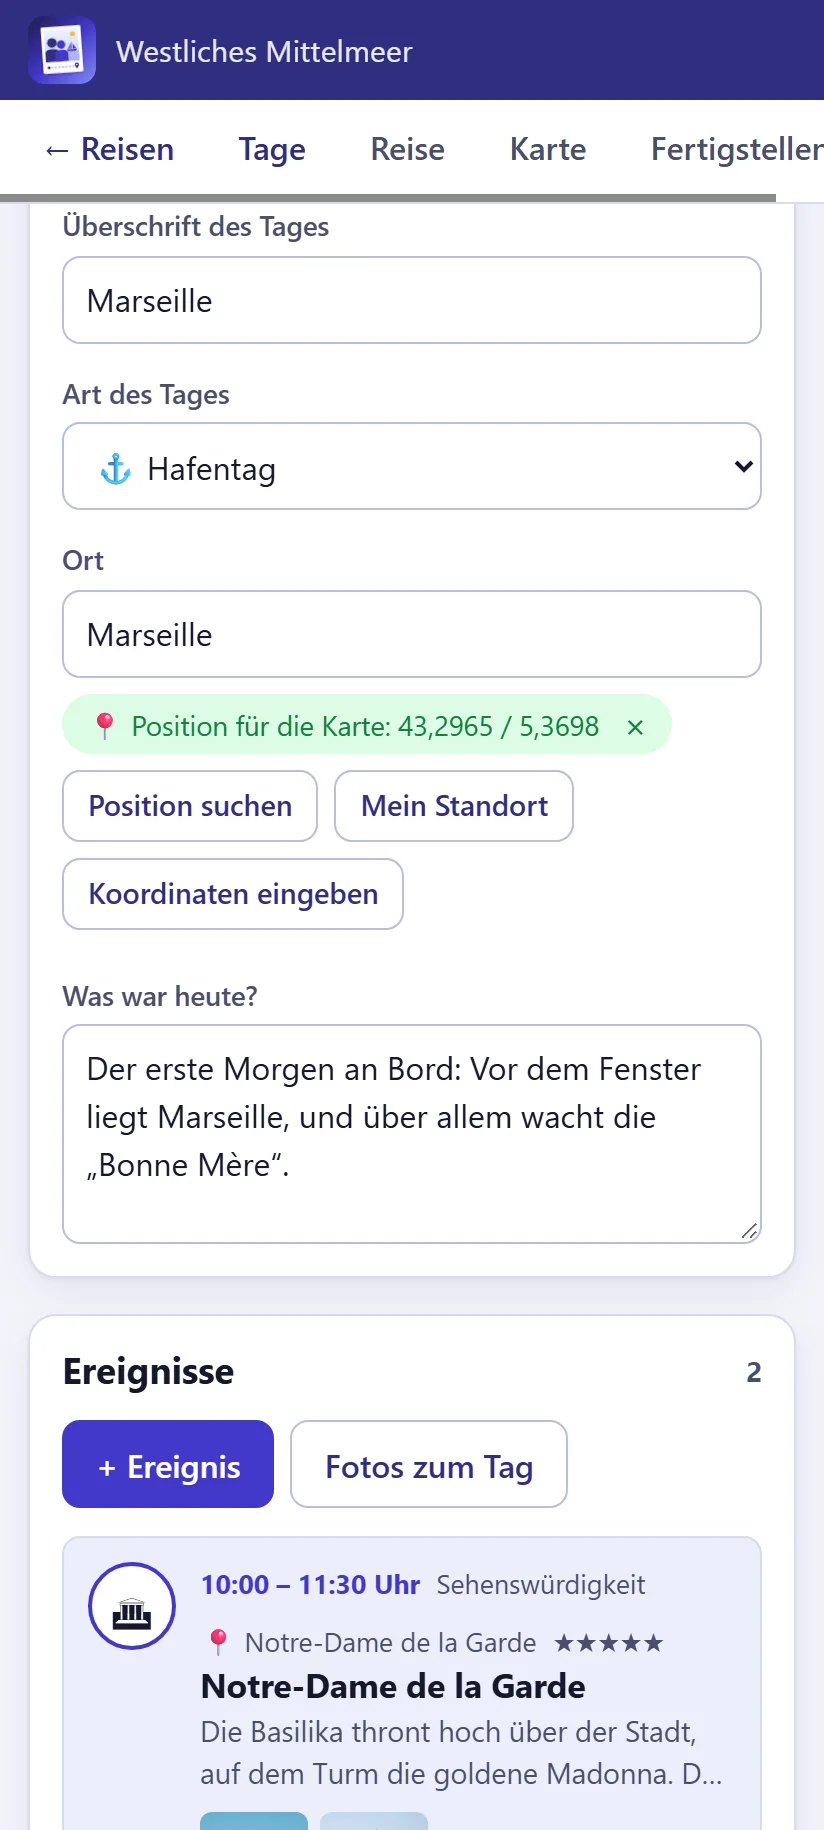 Westliches Mittelmeer
← Reisen Tage Reise Karte Fertigstellen
Überschrift des Tages
Marseille
Art des Tages
⚓ Hafentag
Ort
Marseille
📍 Position für die Karte: 43,2965 / 5,3698 ×
Position suchen Mein Standort
Koordinaten eingeben
Was war heute?
Der erste Morgen an Bord: Vor dem Fenster
liegt Marseille, und über allem wacht die
„Bonne Mère“.
Ereignisse 2
+ Ereignis Fotos zum Tag
10:00 – 11:30 Uhr Sehenswürdigkeit
📍 Notre-Dame de la Garde ★★★★★
Notre-Dame de la Garde
Die Basilika thront hoch über der Stadt,
auf dem Turm die goldene Madonna. D…